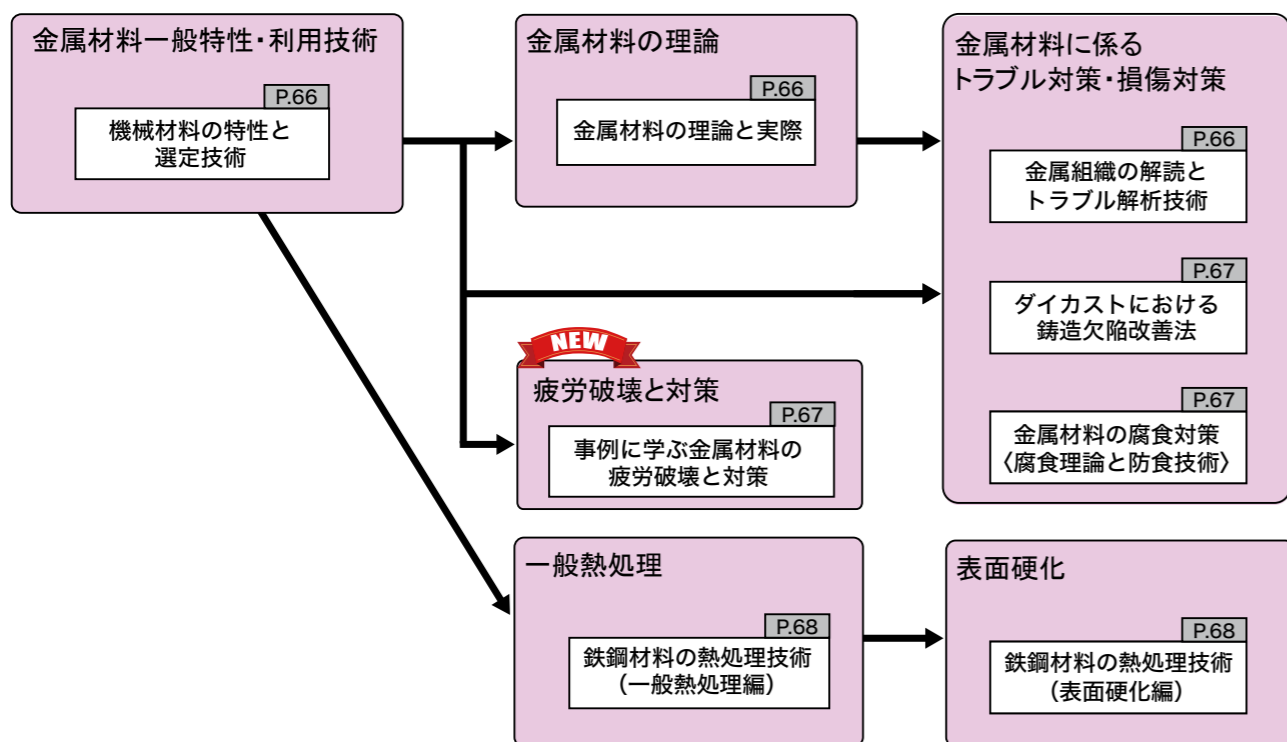 金属材料一般特性・利用技術
P.66
機械材料の特性と
選定技術
金属材料の理論
P.66
金属材料の理論と実際
金属材料に係る
トラブル対策・損傷対策
P.66
金属組織の解読と
トラブル解析技術
P.67
ダイカストにおける
鋳造欠陥改善法
P.67
金属材料の腐食対策
〈腐食理論と防食技術〉
NEW
疲労破壊と対策
P.67
事例に学ぶ金属材料の
疲労破壊と対策
一般熱処理
P.68
鉄鋼材料の熱処理技術
（一般熱処理編）
表面硬化
P.68
鉄鋼材料の熱処理技術
（表面硬化編）